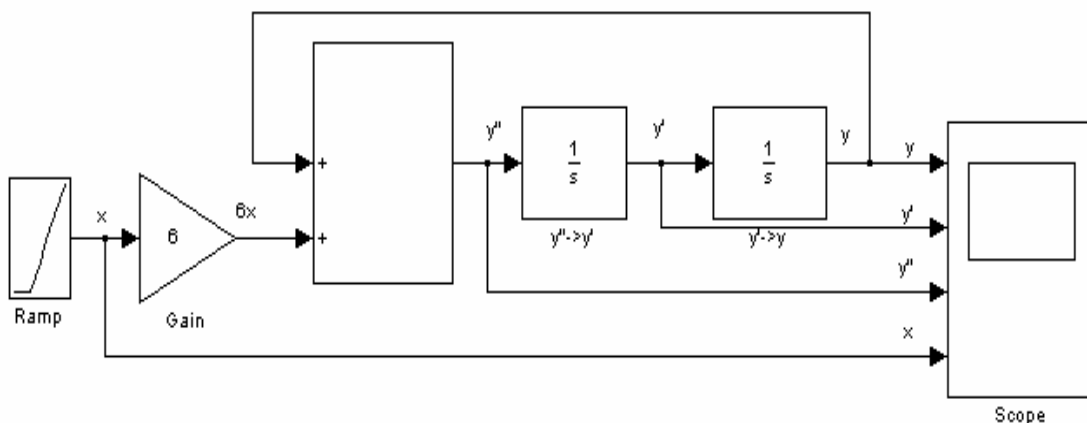 y'' 1 y' 1 y y
s s
+
x 6 6x + y'
y''->y' y'->y
y''
Ramp Gain
x
Scope